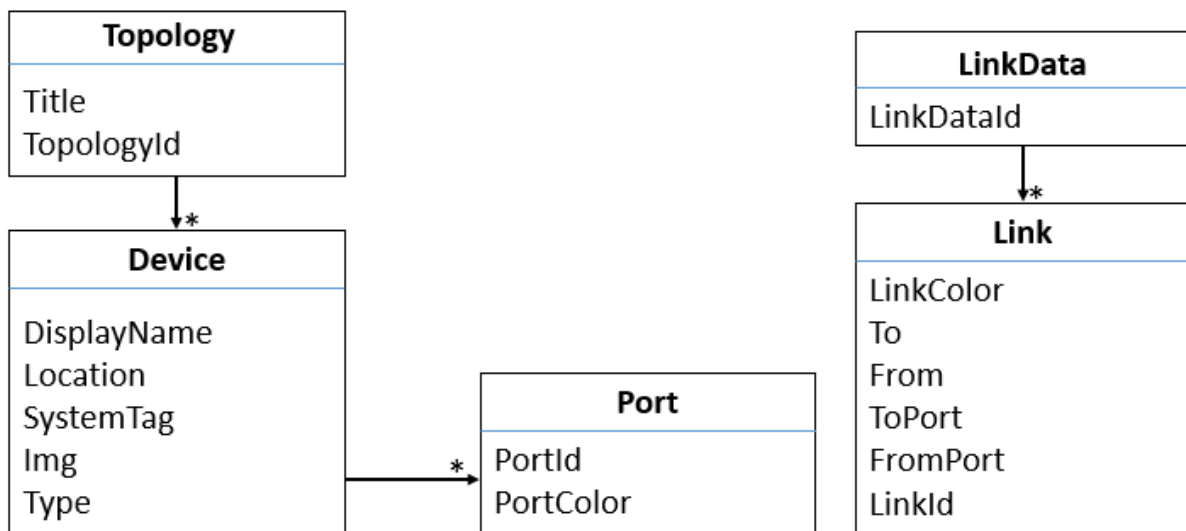 Topology
Title
TopologyId
*
Device
DisplayName
Location
SystemTag
Img
Type
*
Port
PortId
PortColor
LinkData
LinkDataId
*
Link
LinkColor
To
From
ToPort
FromPort
LinkId